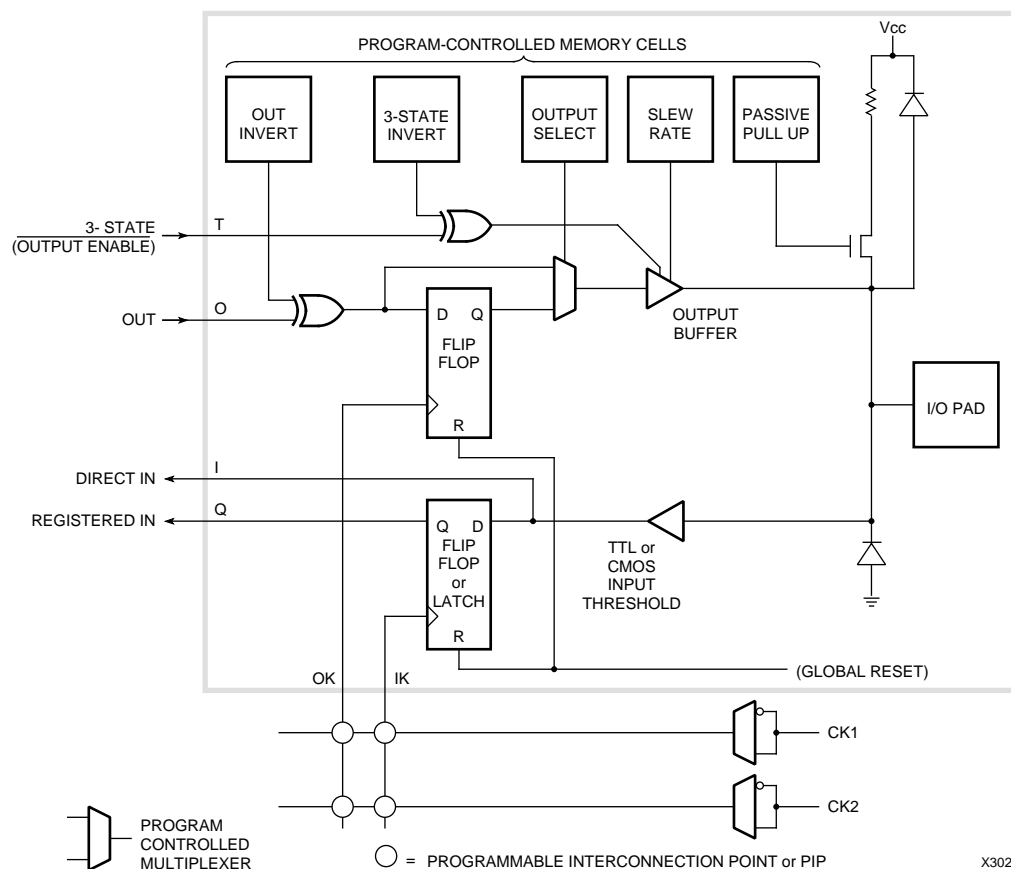 Vcc
PROGRAM-CONTROLLED MEMORY CELLS
OUT
INVERT
3-STATE
INVERT
OUTPUT
SELECT
SLEW
RATE
PASSIVE
PULL UP
3- STATE
(OUTPUT ENABLE)
T
OUT
O
D
Q
FLIP
FLOP
R
OUTPUT
BUFFER
I/O PAD
DIRECT IN
I
REGISTERED IN
Q
Q
D
FLIP
FLOP
or
LATCH
R
TTL or
CMOS
INPUT
THRESHOLD
OK
IK
(GLOBAL RESET)
CK1
CK2
PROGRAM
CONTROLLED
MULTIPLEXER
= PROGRAMMABLE INTERCONNECTION POINT or PIP
X302